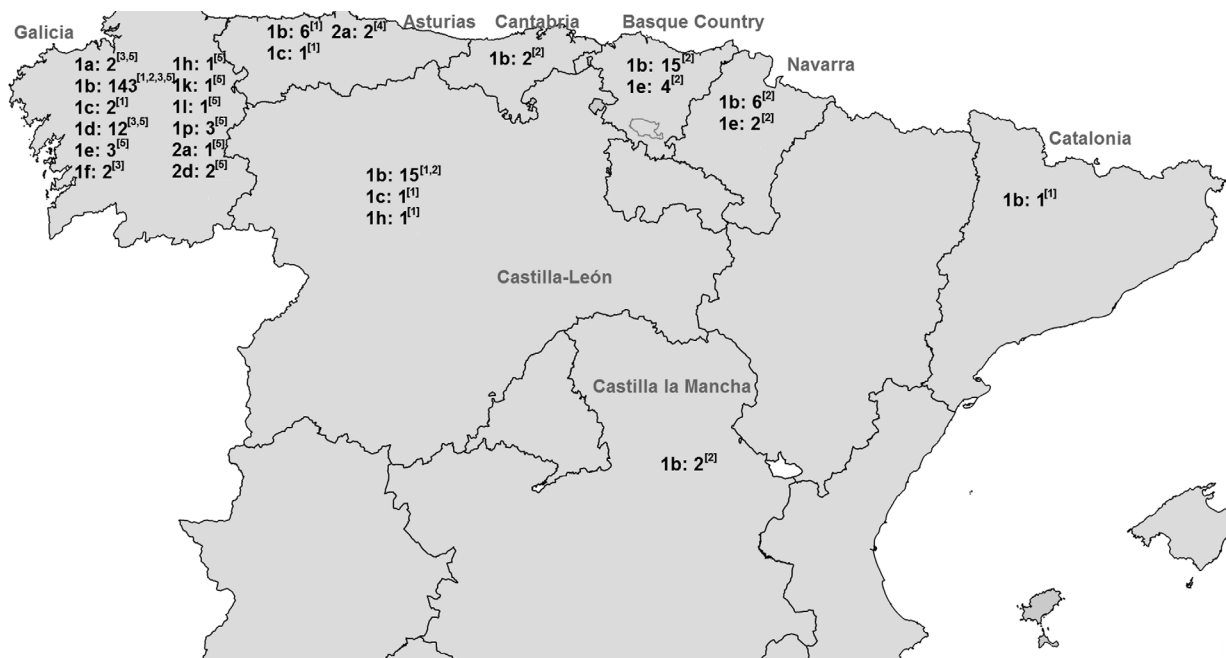 Galicia
1a: 2[3,5] 1h: 1[5]
1b: 143[1,2,3,5] 1k: 1[5]
1c: 2[1] 1l: 1[5]
1d: 12[3,5] 1p: 3[5]
1e: 3[5] 2a: 1[5]
1f: 2[3] 2d: 2[5]
Asturias
1b: 6[1] 2a: 2[4]
1c: 1[1]
Cantabria
1b: 2[2]
Basque Country
1b: 15[2]
1e: 4[2]
Navarra
1b: 6[2]
1e: 2[2]
Catalonia
1b: 1[1]
1b: 15[1,2]
1c: 1[1]
1h: 1[1]
Castilla-León
Castilla la Mancha
1b: 2[2]